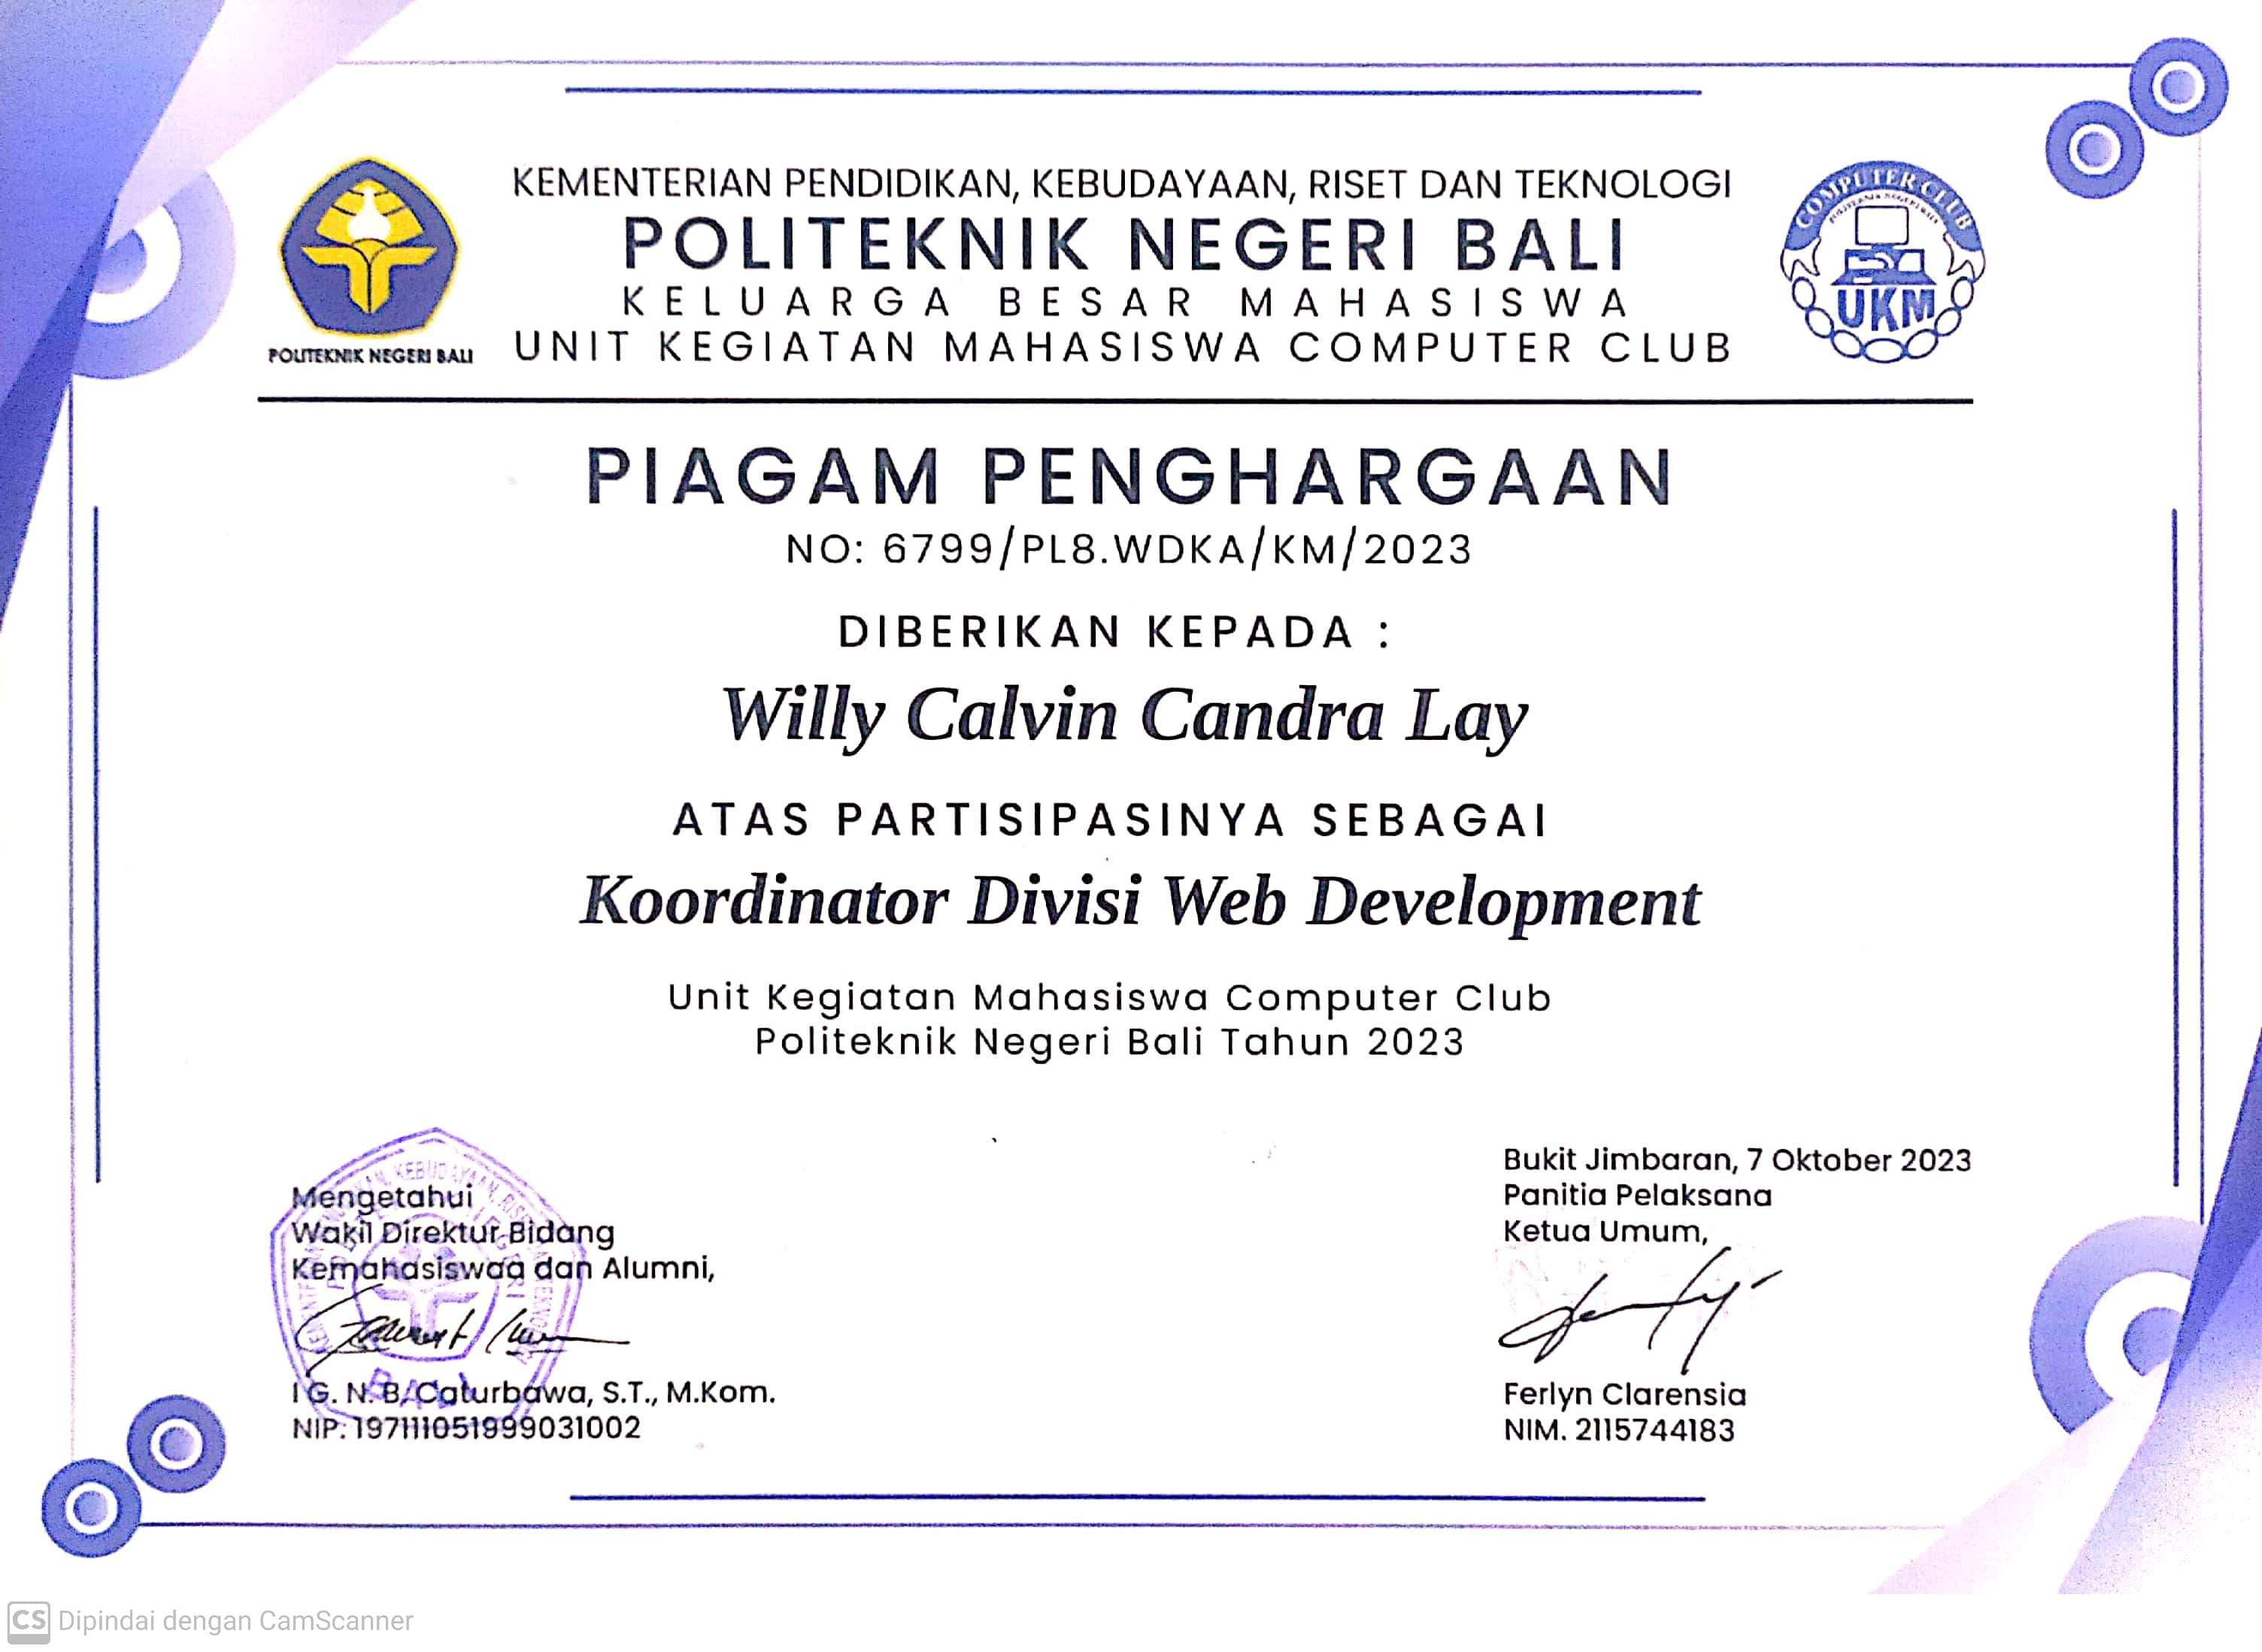 KEMENTERIAN PENDIDIKAN, KEBUDAYAAN, RISET DAN TEKNOLOGI
POLITEKNIK NEGERI BALI
KELUARGA BESAR MAHASISWA
UNIT KEGIATAN MAHASISWA COMPUTER CLUB
POLITEKNIK NEGERI BALI
COMPUTER CLUB
UKM
PIAGAM PENGHARGAAN
NO: 6799/PL8.WDKA/KM/2023
DIBERIKAN KEPADA :
Willy Calvin Candra Lay
ATAS PARTISIPASINYA SEBAGAI
Koordinator Divisi Web Development
Unit Kegiatan Mahasiswa Computer Club
Politeknik Negeri Bali Tahun 2023
Mengetahui
Wakil Direktur Bidang
Kemahasiswaa dan Alumni,
BALI
I G. N. B. Caturbawa, S.T., M.Kom.
NIP. 197111051999031002
Bukit Jimbaran, 7 Oktober 2023
Panitia Pelaksana
Ketua Umum,
Ferlyn Clarensia
NIM. 2115744183
CS Dipindai dengan CamScanner